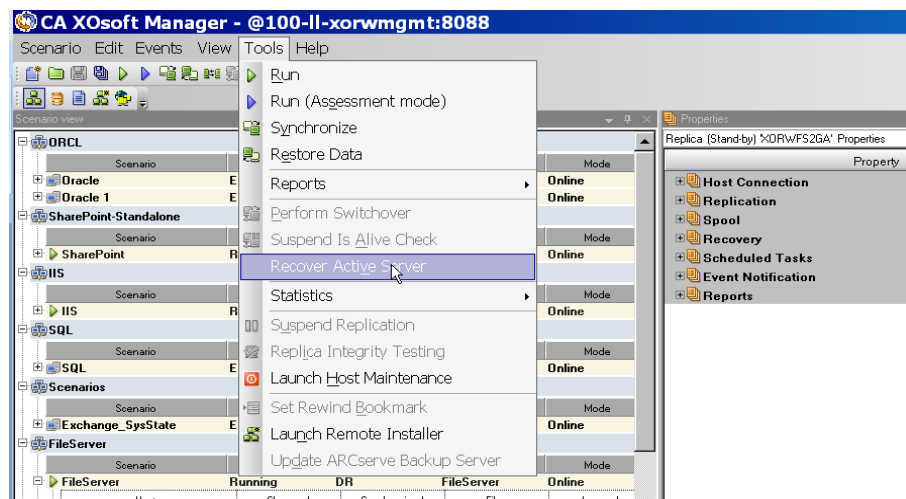 CA XOsoft Manager - @100-ll-xorwmgmt:8088
Scenario Edit Events View Tools Help
Scenario view
ORCL
Scenario Mode
Oracle E Online
Oracle 1 E Online
SharePoint-Standalone
Scenario Mode
SharePoint R Online
IIS
Scenario Mode
IIS R Online
SQL
Scenario Mode
SQL E Online
Scenarios
Scenario Mode
Exchange_SysState E Online
FileServer
Scenario Mode
FileServer Running DR FileServer Online
Run
Run (Assessment mode)
Synchronize
Restore Data
Reports
Perform Switchover
Suspend Is Alive Check
Recover Active Server
Statistics
Suspend Replication
Replica Integrity Testing
Launch Host Maintenance
Set Rewind Bookmark
Launch Remote Installer
Update ARCserve Backup Server
Properties
Replica (Stand-by) 'XORWFS2GA' Properties
Property
Host Connection
Replication
Spool
Recovery
Scheduled Tasks
Event Notification
Reports